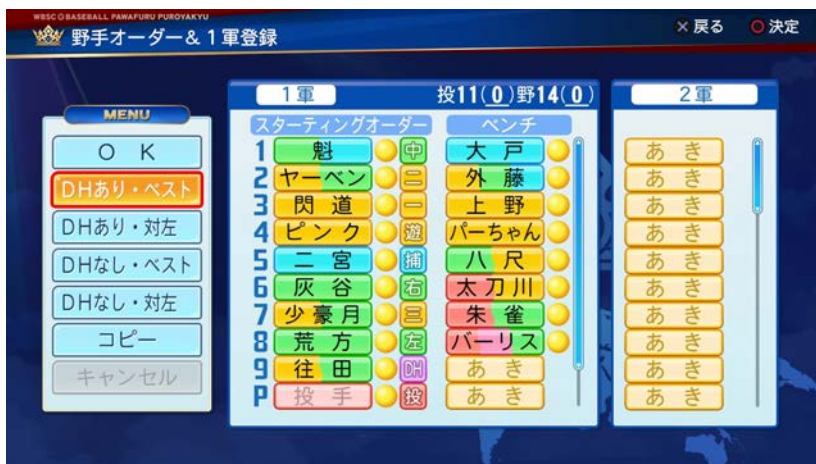 WBSC eBASEBALL PAWAFURU PUROYAKYU
野手オーダー&1軍登録
×戻る ○決定
MENU
OK
DHあり・ベスト
DHあり・対左
DHなし・ベスト
DHなし・対左
コピー
キャンセル
1軍 投11(0)野14(0)
スターティングオーダー ベンチ
1 魁 中 大戸
2 ヤーベン 二 外藤
3 閃道 一 上野
4 ピンク 遊 パーちゃん
5 二宮 捕 八尺
6 灰谷 右 太刀川
7 少豪月 三 朱雀
8 荒方 左 バーリス
9 往田 DH あき
P 投手 投 あき
2軍
あき
あき
あき
あき
あき
あき
あき
あき
あき
あき